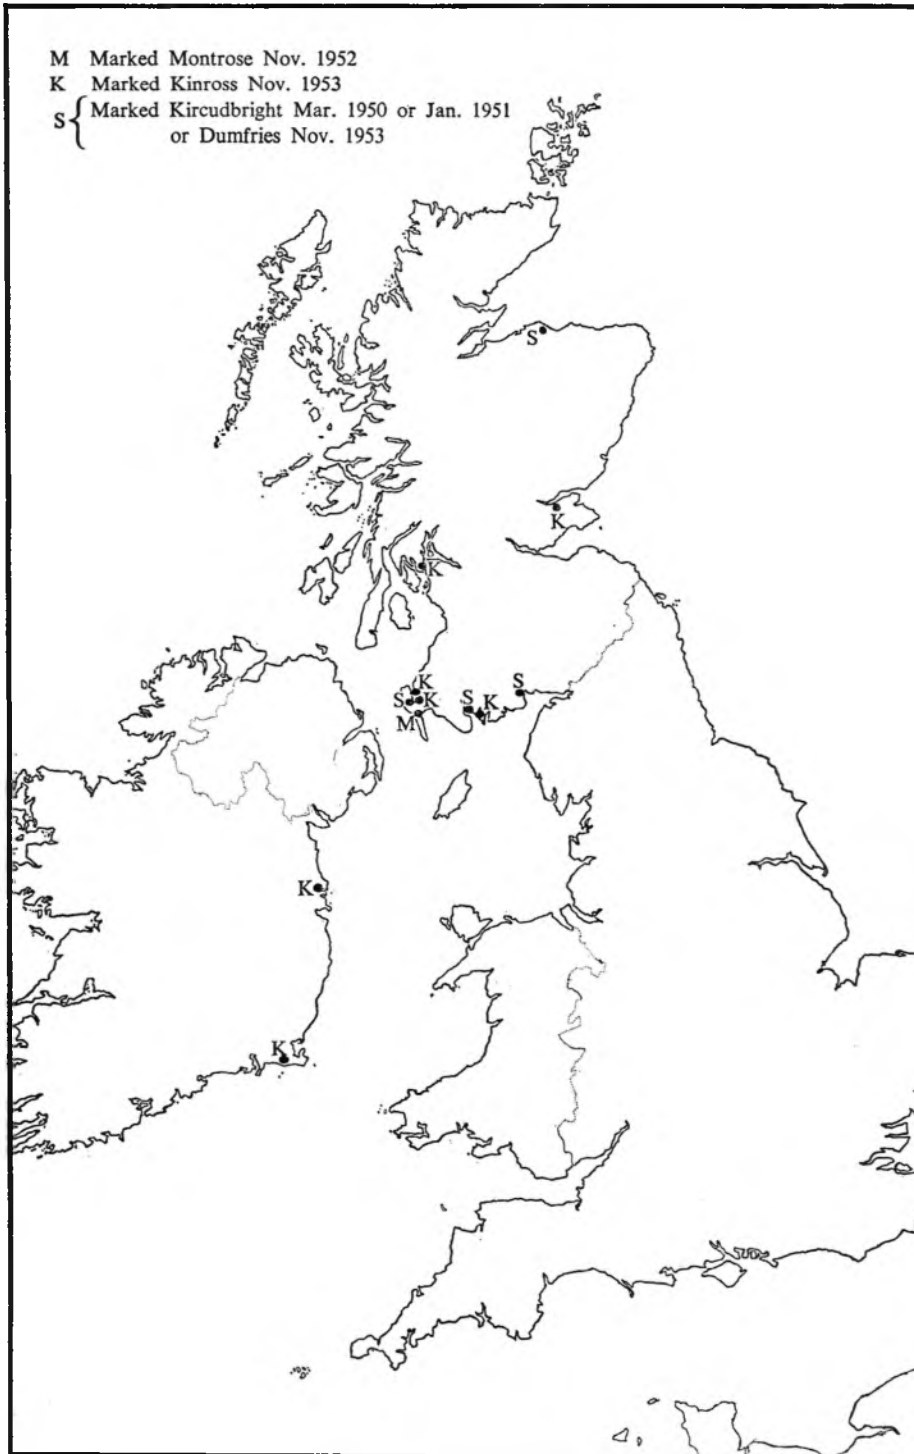 M Marked Montrose Nov. 1952
K Marked Kinross Nov. 1953
S { Marked Kircudbright Mar. 1950 or Jan. 1951
or Dumfries Nov. 1953
S
K
K
K
S K
M
S
K
S
K
K